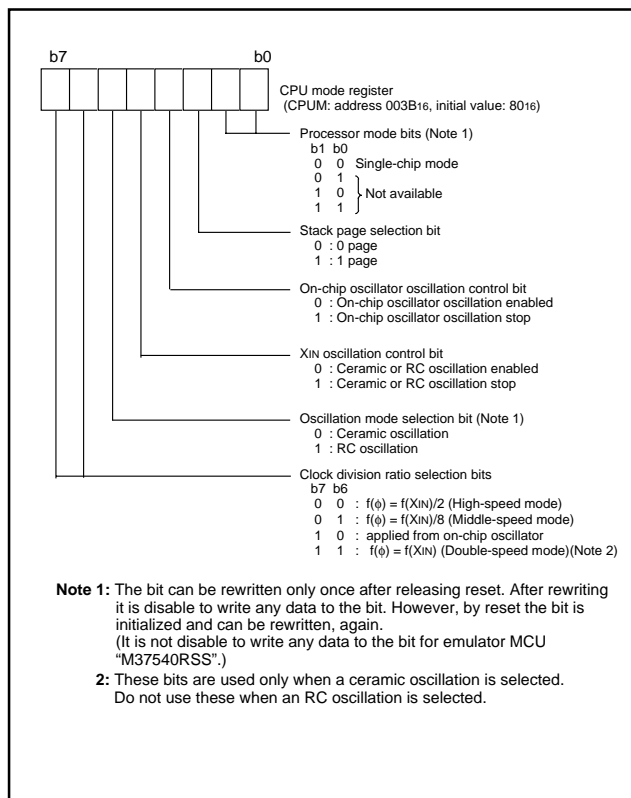 b7 b0
CPU mode register
(CPUM: address 003B16, initial value: 8016)
Processor mode bits (Note 1)
b1 b0
0 0 Single-chip mode
0 1
1 0 Not available
1 1
Stack page selection bit
0 : 0 page
1 : 1 page
On-chip oscillator oscillation control bit
0 : On-chip oscillator oscillation enabled
1 : On-chip oscillator oscillation stop
XIN oscillation control bit
0 : Ceramic or RC oscillation enabled
1 : Ceramic or RC oscillation stop
Oscillation mode selection bit (Note 1)
0 : Ceramic oscillation
1 : RC oscillation
Clock division ratio selection bits
b7 b6
0 0 : f(φ) = f(XIN)/2 (High-speed mode)
0 1 : f(φ) = f(XIN)/8 (Middle-speed mode)
1 0 : applied from on-chip oscillator
1 1 : f(φ) = f(XIN) (Double-speed mode)(Note 2)
Note 1: The bit can be rewritten only once after releasing reset. After rewriting
it is disable to write any data to the bit. However, by reset the bit is
initialized and can be rewritten, again.
(It is not disable to write any data to the bit for emulator MCU
“M37540RSS”.)
2: These bits are used only when a ceramic oscillation is selected.
Do not use these when an RC oscillation is selected.